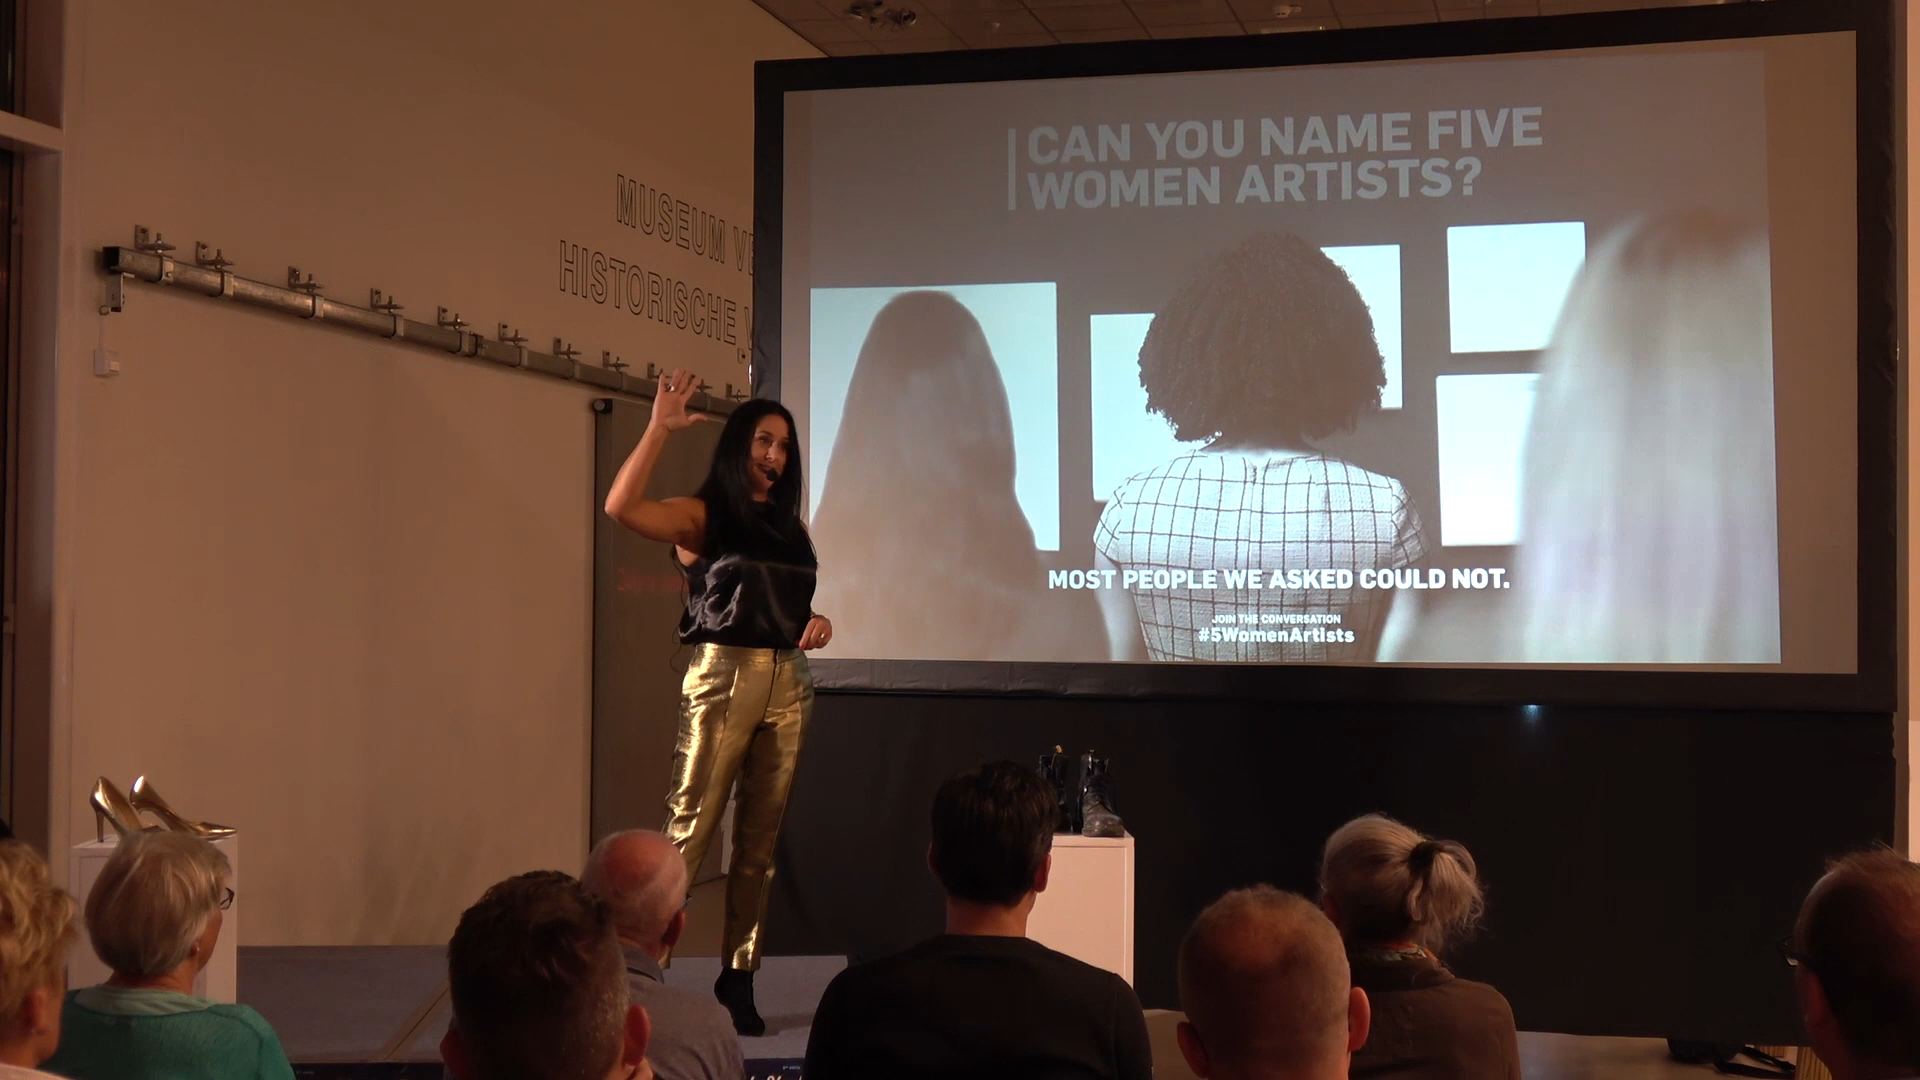 MUSEUM
HISTORISCHE
CAN YOU NAME FIVE
WOMEN ARTISTS?
MOST PEOPLE WE ASKED COULD NOT.
JOIN THE CONVERSATION
#5WomenArtists